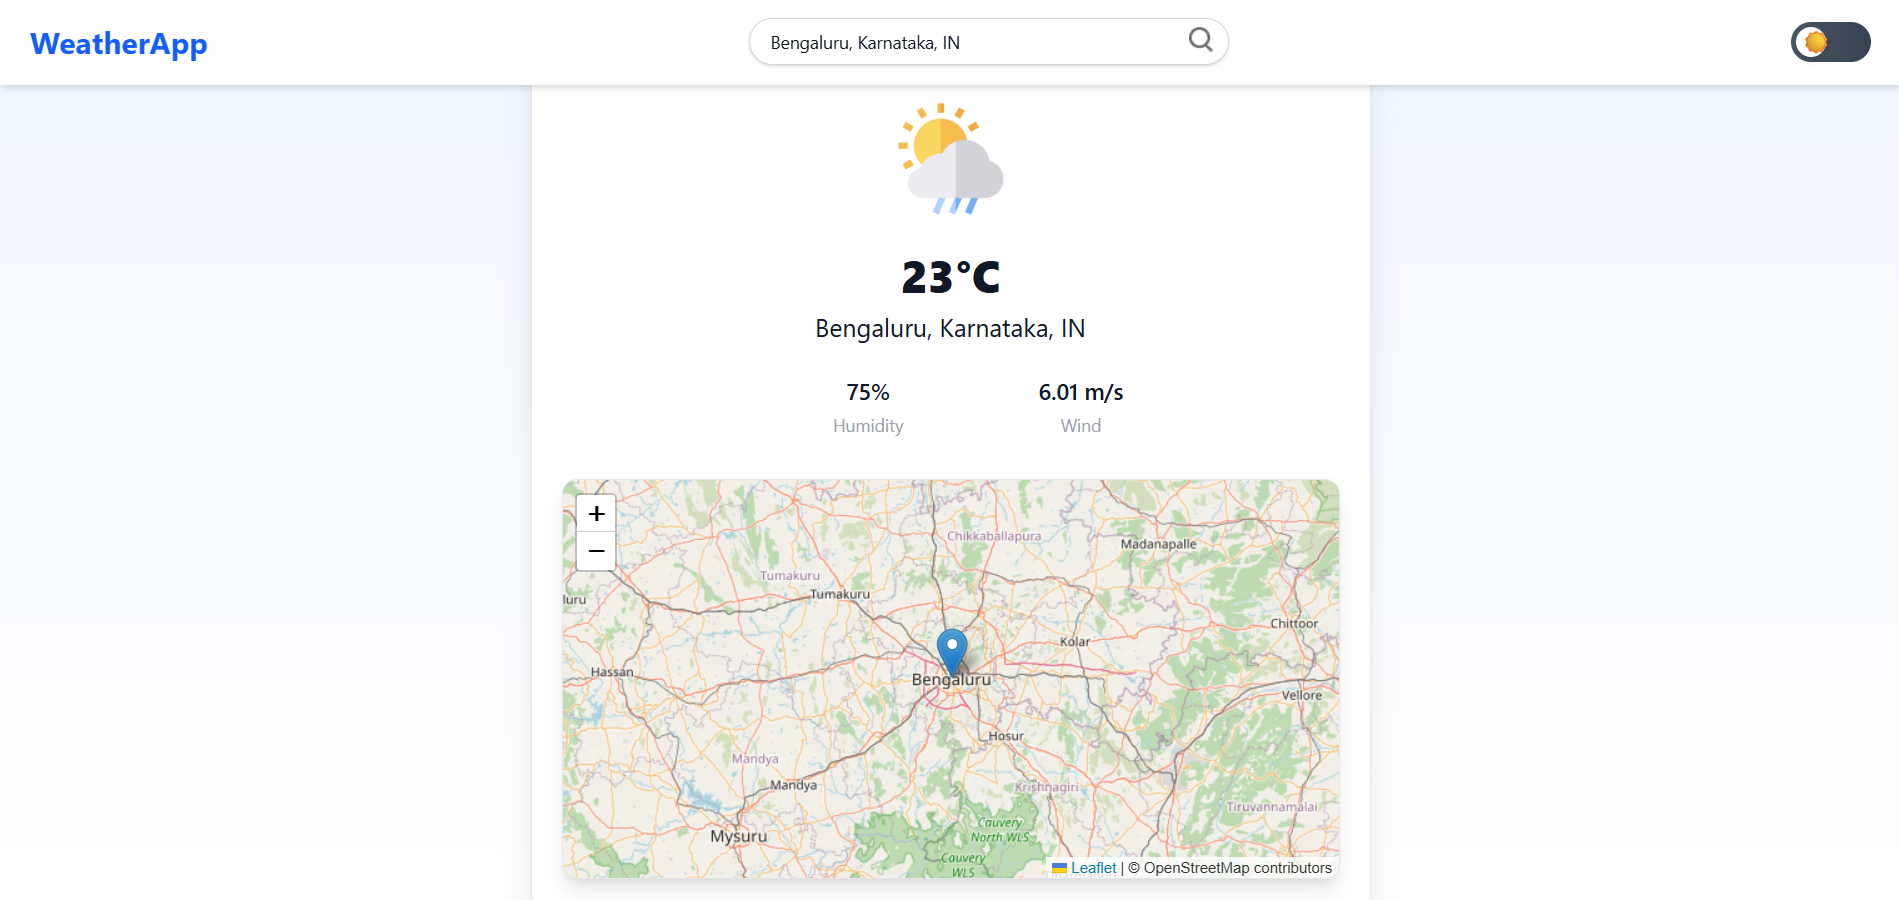 WeatherApp
Bengaluru, Karnataka, IN
23°C
Bengaluru, Karnataka, IN
75%
6.01 m/s
Humidity
Wind
+
−
Chikkaballapura
Madanapalle
Tumakuru
Tumakuru
luru
Chittoor
Kolar
Hassan
Bengaluru
Vellore
Hosur
Mandya
Mandya
Krishnagiri
Tiruvannamalai
Cauvery
North WLS
Mysuru
Cauvery
WLS
Leaflet | © OpenStreetMap contributors